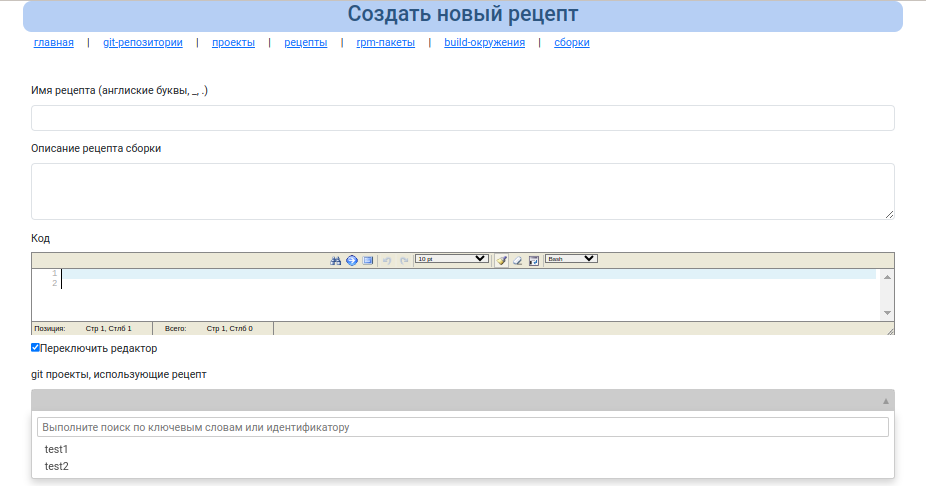 Создать новый рецепт
главная | git-репозитории | проекты | рецепты | rpm-пакеты | build-окружения | сборки
Имя рецепта (англиские буквы, _, .)
Описание рецепта сборки
Код
10 pt Bash
1
2
Позиция: Стр 1, Стлб 1 Всего: Стр 1, Стлб 0
Переключить редактор
git проекты, использующие рецепт
Выполните поиск по ключевым словам или идентификатору
test1
test2